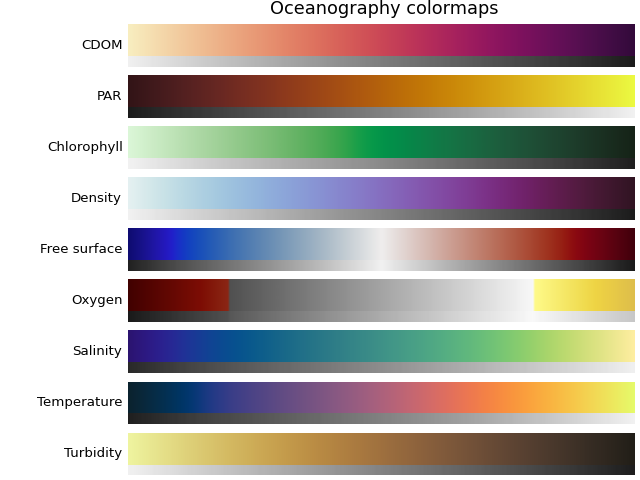 Oceanography colormaps
CDOM
PAR
Chlorophyll
Density
Free surface
Oxygen
Salinity
Temperature
Turbidity